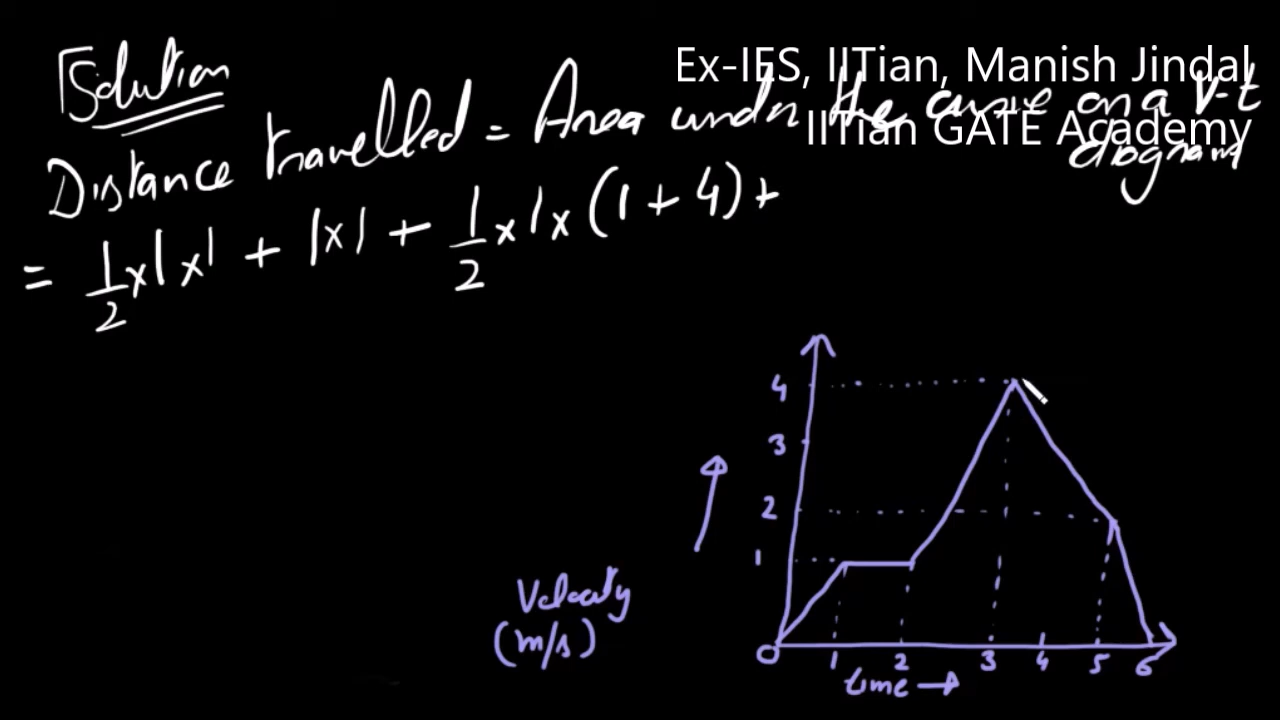 Solution
Ex-IES, IITian, Manish Jindal
Distance travelled = Area under the curve on a V-t
IITian GATE Academy
diagram
= 1/2 x 1 x 1 + 1 x 1 + 1/2 x 1 x (1 + 4) +
4
3
2
1
Velocity
(m/s)
0 1 2 3 4 5 6
time →